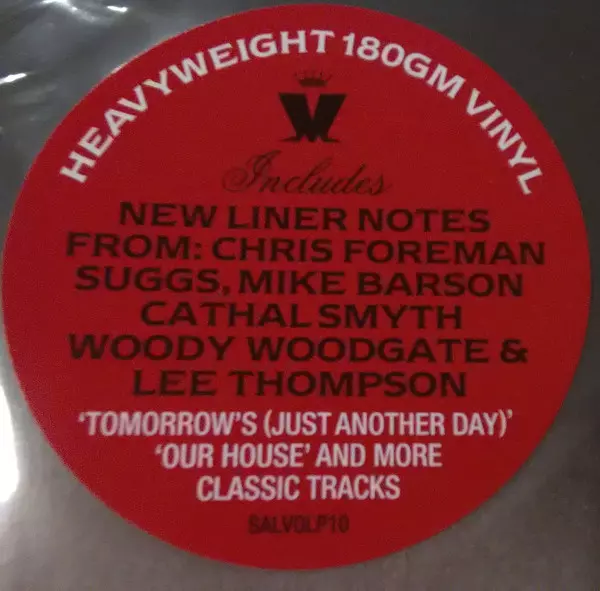 HEAVYWEIGHT 180GM VINYL
M
Includes
NEW LINER NOTES
FROM: CHRIS FOREMAN
SUGGS, MIKE BARSON
CATHAL SMYTH
WOODY WOODGATE &
LEE THOMPSON
‘TOMORROW'S (JUST ANOTHER DAY)’
‘OUR HOUSE’ AND MORE
CLASSIC TRACKS
SALVOLP10